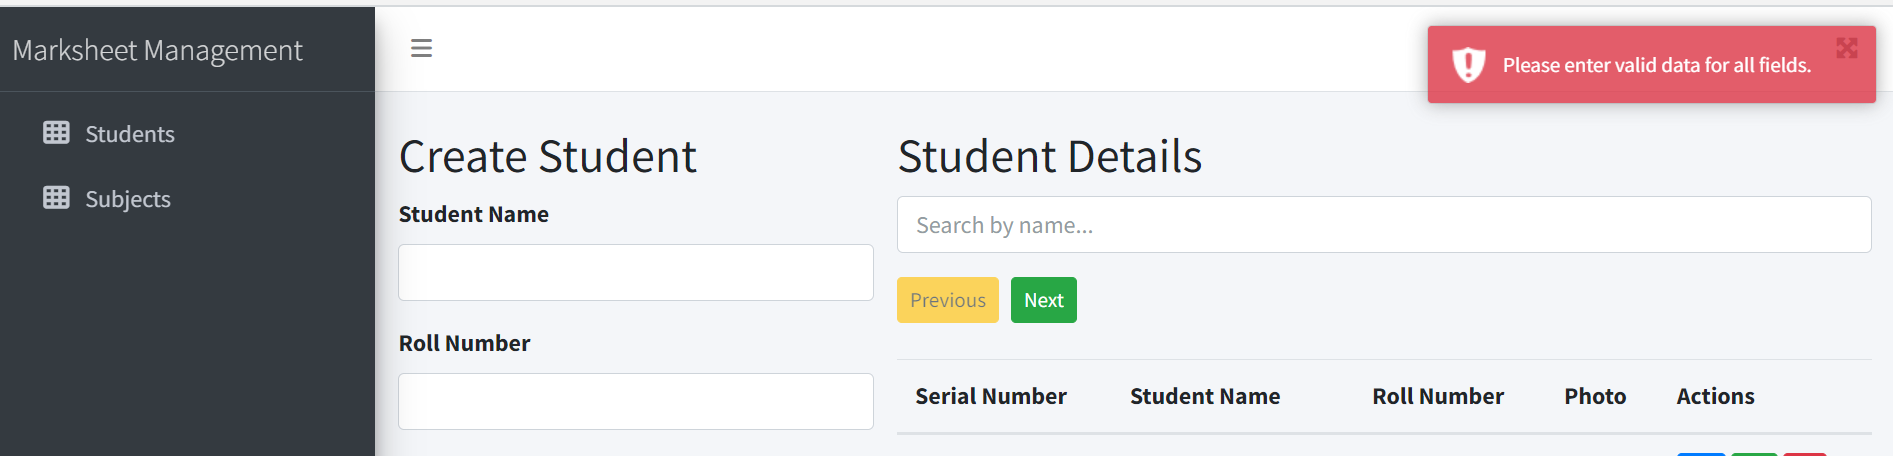 Marksheet Management
Students
Subjects
Please enter valid data for all fields.
Create Student
Student Name
Roll Number
Student Details
Search by name...
Previous Next
Serial Number Student Name Roll Number Photo Actions